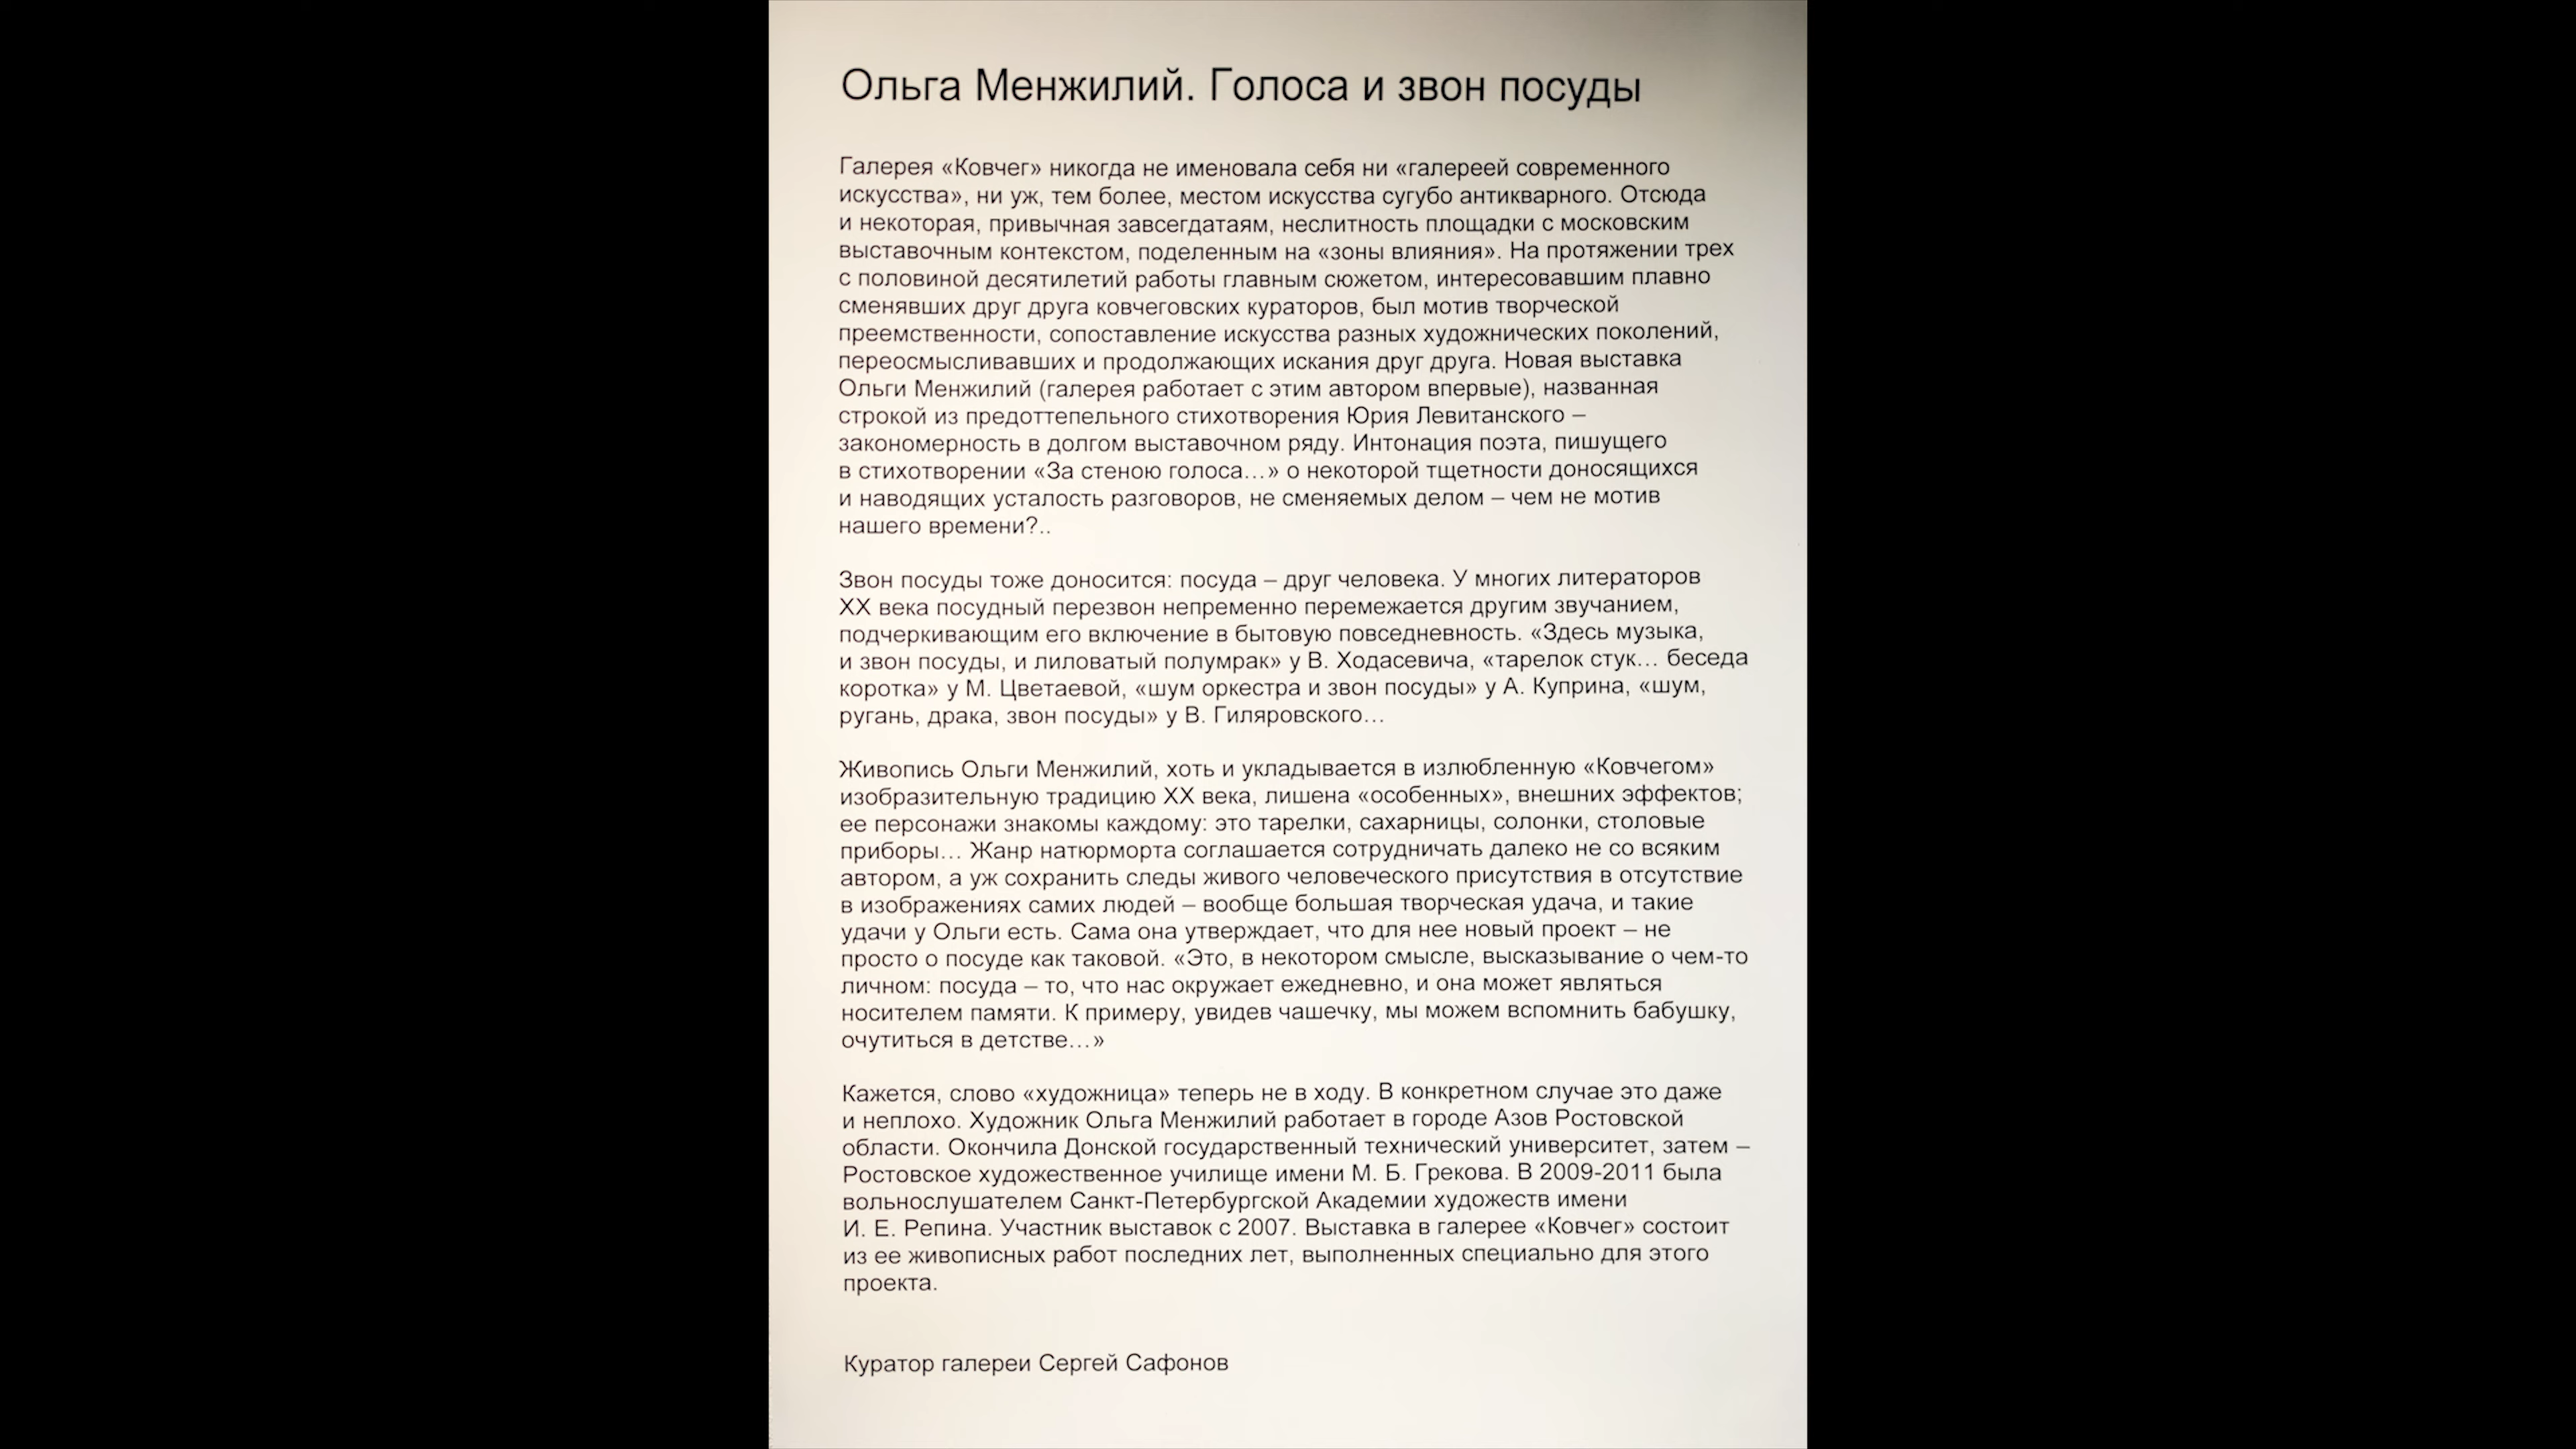 Ольга Менжилий. Голоса и звон посуды
Галерея «Ковчег» никогда не именовала себя ни «галереей современного
искусства», ни уж, тем более, местом искусства сугубо антикварного. Отсюда
и некоторая, привычная завсегдатаям, неслитность площадки с московским
выставочным контекстом, поделенным на «зоны влияния». На протяжении трех
с половиной десятилетий работы главным сюжетом, интересовавшим плавно
сменявших друг друга ковчеговских кураторов, был мотив творческой
преемственности, сопоставление искусства разных художнических поколений,
переосмысливавших и продолжающих искания друг друга. Новая выставка
Ольги Менжилий (галерея работает с этим автором впервые), названная
строкой из предоттепельного стихотворения Юрия Левитанского –
закономерность в долгом выставочном ряду. Интонация поэта, пишущего
в стихотворении «За стеною голоса…» о некоторой тщетности доносящихся
и наводящих усталость разговоров, не сменяемых делом – чем не мотив
нашего времени?..
Звон посуды тоже доносится: посуда – друг человека. У многих литераторов
XX века посудный перезвон непременно перемежается другим звучанием,
подчеркивающим его включение в бытовую повседневность. «Здесь музыка,
и звон посуды, и лиловатый полумрак» у В. Ходасевича, «тарелок стук… беседа
коротка» у М. Цветаевой, «шум оркестра и звон посуды» у А. Куприна, «шум,
ругань, драка, звон посуды» у В. Гиляровского…
Живопись Ольги Менжилий, хоть и укладывается в излюбленную «Ковчегом»
изобразительную традицию XX века, лишена «особенных», внешних эффектов;
ее персонажи знакомы каждому: это тарелки, сахарницы, солонки, столовые
приборы… Жанр натюрморта соглашается сотрудничать далеко не со всяким
автором, а уж сохранить следы живого человеческого присутствия в отсутствие
в изображениях самих людей – вообще большая творческая удача, и такие
удачи у Ольги есть. Сама она утверждает, что для нее новый проект – не
просто о посуде как таковой. «Это, в некотором смысле, высказывание о чем-то
личном: посуда – то, что нас окружает ежедневно, и она может являться
носителем памяти. К примеру, увидев чашечку, мы можем вспомнить бабушку,
очутиться в детстве…»
Кажется, слово «художница» теперь не в ходу. В конкретном случае это даже
и неплохо. Художник Ольга Менжилий работает в городе Азов Ростовской
области. Окончила Донской государственный технический университет, затем –
Ростовское художественное училище имени М. Б. Грекова. В 2009-2011 была
вольнослушателем Санкт-Петербургской Академии художеств имени
И. Е. Репина. Участник выставок с 2007. Выставка в галерее «Ковчег» состоит
из ее живописных работ последних лет, выполненных специально для этого
проекта.
Куратор галереи Сергей Сафонов